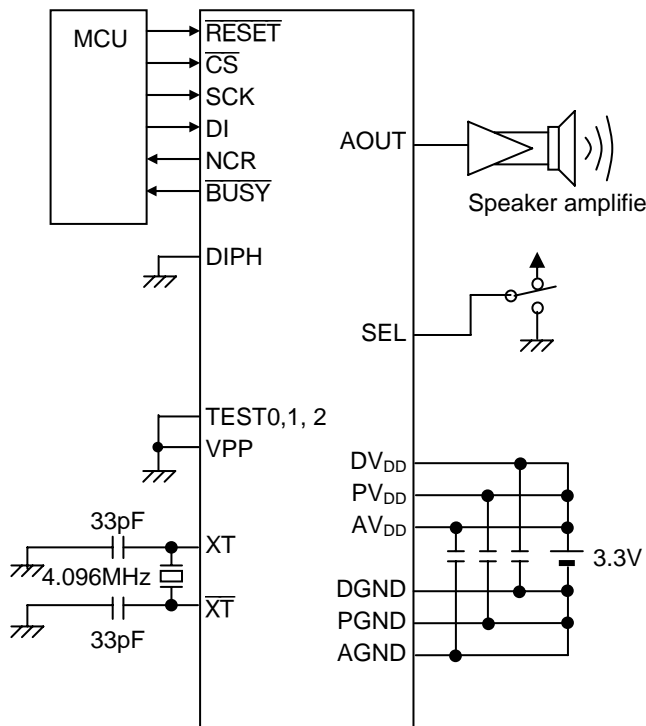 MCU
RESET
CS
SCK
DI
NCR
BUSY
DIPH
TEST0,1, 2
VPP
33pF
XT
4.096MHz
XT
33pF
AOUT
Speaker amplifie
SEL
DVDD
PVDD
AVDD
3.3V
DGND
PGND
AGND